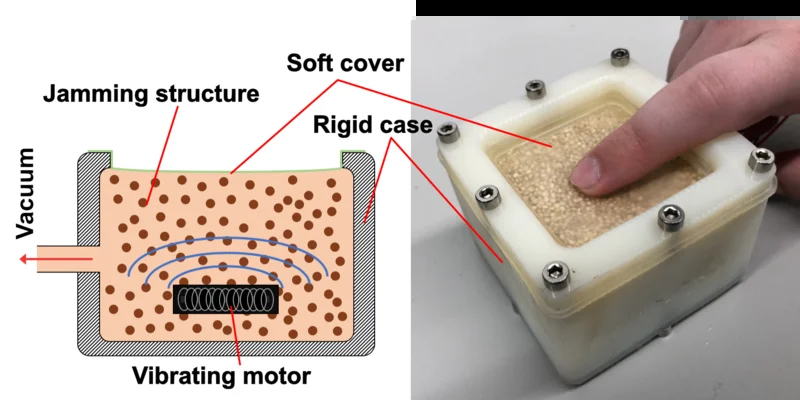 Soft cover
Jamming structure
Rigid case
Vacuum
Vibrating motor